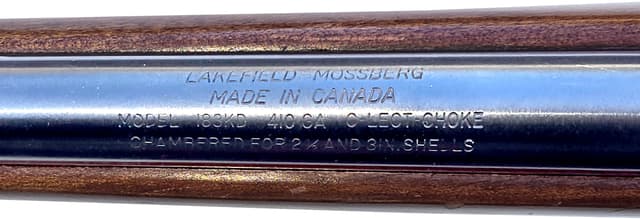 LAKEFIELD MOSSBERG
MADE IN CANADA
MODEL 183KD 410 GA C-LECT-CHOKE
CHAMBERED FOR 2 ½ AND 3 IN. SHELLS